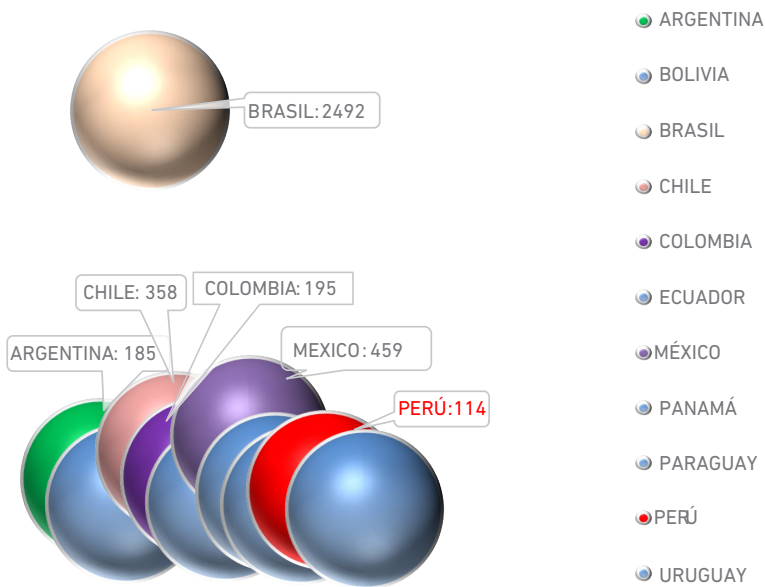 BRASIL: 2492
CHILE: 358
COLOMBIA: 195
ARGENTINA: 185
MEXICO: 459
PERÚ:114
ARGENTINA
BOLIVIA
BRASIL
CHILE
COLOMBIA
ECUADOR
MÉXICO
PANAMÁ
PARAGUAY
PERÚ
URUGUAY